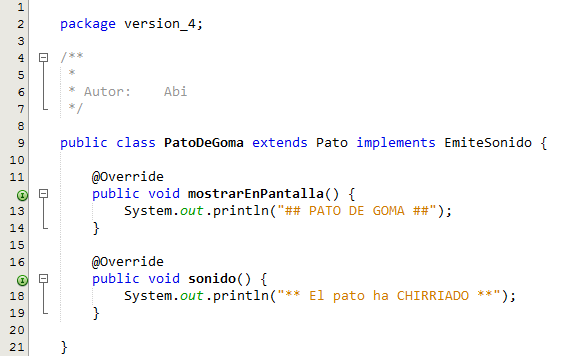 1
2 package version_4;
3
4 /**
5 *
6 * Autor: Abi
7 */
8
9 public class PatoDeGoma extends Pato implements EmiteSonido {
10
11 @Override
public void mostrarEnPantalla() {
13 System.out.println("## PATO DE GOMA ##");
14 }
15
16 @Override
public void sonido() {
18 System.out.println("** El pato ha CHIRRIADO **");
19 }
20
21 }